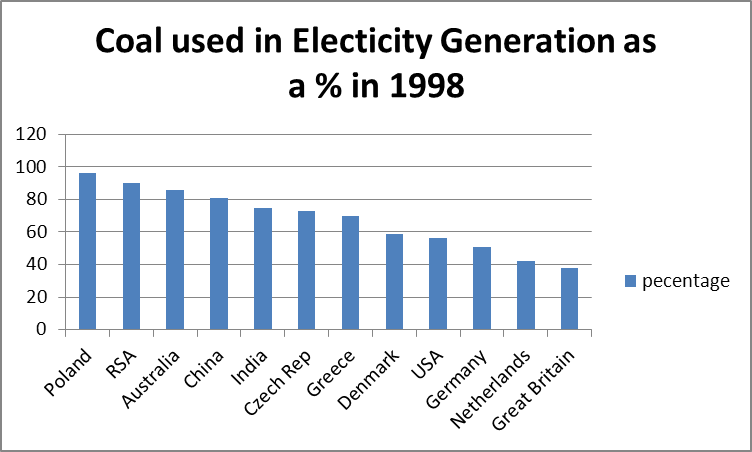 Coal used in Electicity Generation as
a % in 1998
120
100
80
60
40
20
0
Poland
RSA
Australia
China
India
Czech Rep
Greece
Denmark
USA
Germany
Netherlands
Great Britain
pecentage